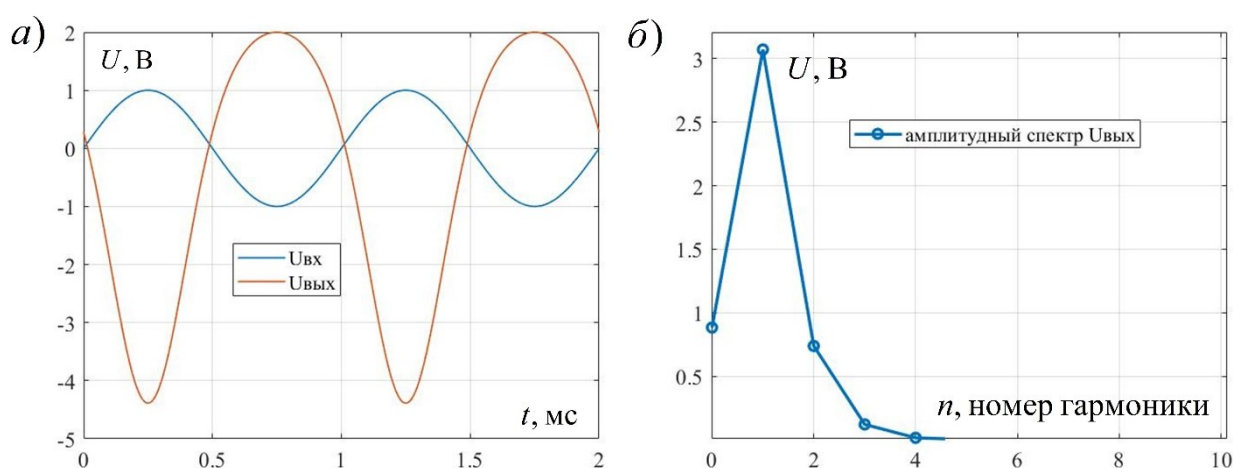 а)
U, В
2
1
0
-1
-2
-3
-4
-5
Uвх
Uвых
t, мс
0
0.5
1
1.5
2
б)
U, В
3
2.5
2
1.5
1
0.5
амплитудный спектр Uвых
n, номер гармоники
0
2
4
6
8
10